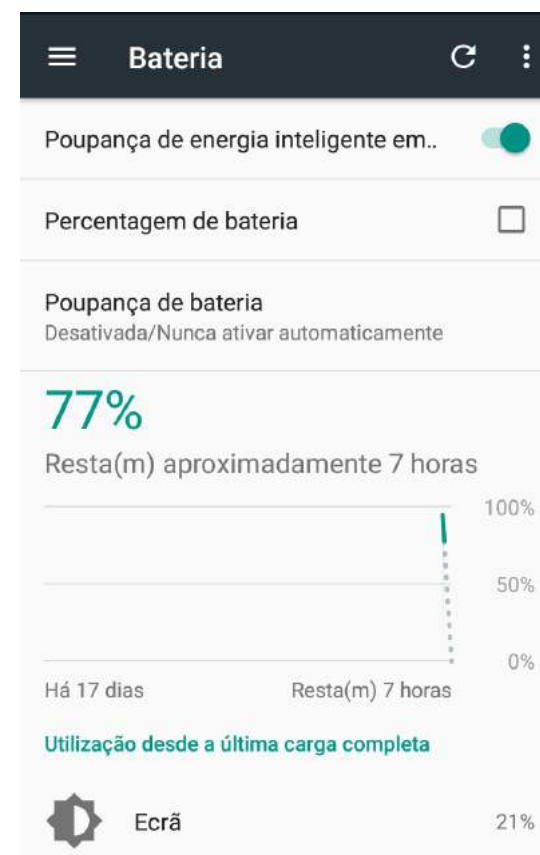 Bateria
Poupança de energia inteligente em..
Percentagem de bateria
Poupança de bateria
Desativada/Nunca ativar automaticamente
77%
Resta(m) aproximadamente 7 horas
100%
50%
0%
Há 17 dias Resta(m) 7 horas
Utilização desde a última carga completa
Ecrã 21%